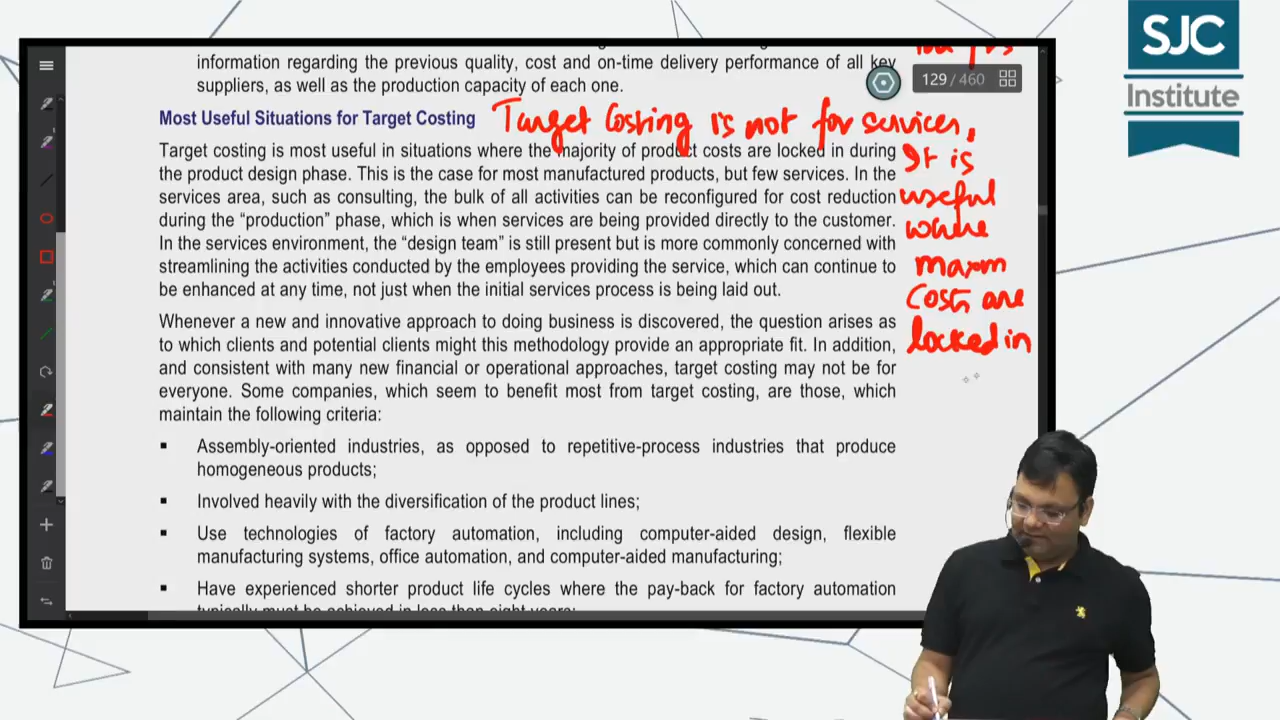 SJC
Institute
129 / 460
information regarding the previous quality, cost and on-time delivery performance of all key
suppliers, as well as the production capacity of each one.
Most Useful Situations for Target Costing
Target Costing is not for services.
It is
useful
where
maxm
costs are
locked in
Target costing is most useful in situations where the majority of product costs are locked in during
the product design phase. This is the case for most manufactured products, but few services. In the
services area, such as consulting, the bulk of all activities can be reconfigured for cost reduction
during the “production” phase, which is when services are being provided directly to the customer.
In the services environment, the “design team” is still present but is more commonly concerned with
streamlining the activities conducted by the employees providing the service, which can continue to
be enhanced at any time, not just when the initial services process is being laid out.
Whenever a new and innovative approach to doing business is discovered, the question arises as
to which clients and potential clients might this methodology provide an appropriate fit. In addition,
and consistent with many new financial or operational approaches, target costing may not be for
everyone. Some companies, which seem to benefit most from target costing, are those, which
maintain the following criteria:
▪ Assembly-oriented industries, as opposed to repetitive-process industries that produce
homogeneous products;
▪ Involved heavily with the diversification of the product lines;
▪ Use technologies of factory automation, including computer-aided design, flexible
manufacturing systems, office automation, and computer-aided manufacturing;
▪ Have experienced shorter product life cycles where the pay-back for factory automation
typically must be achieved in less than eight years;